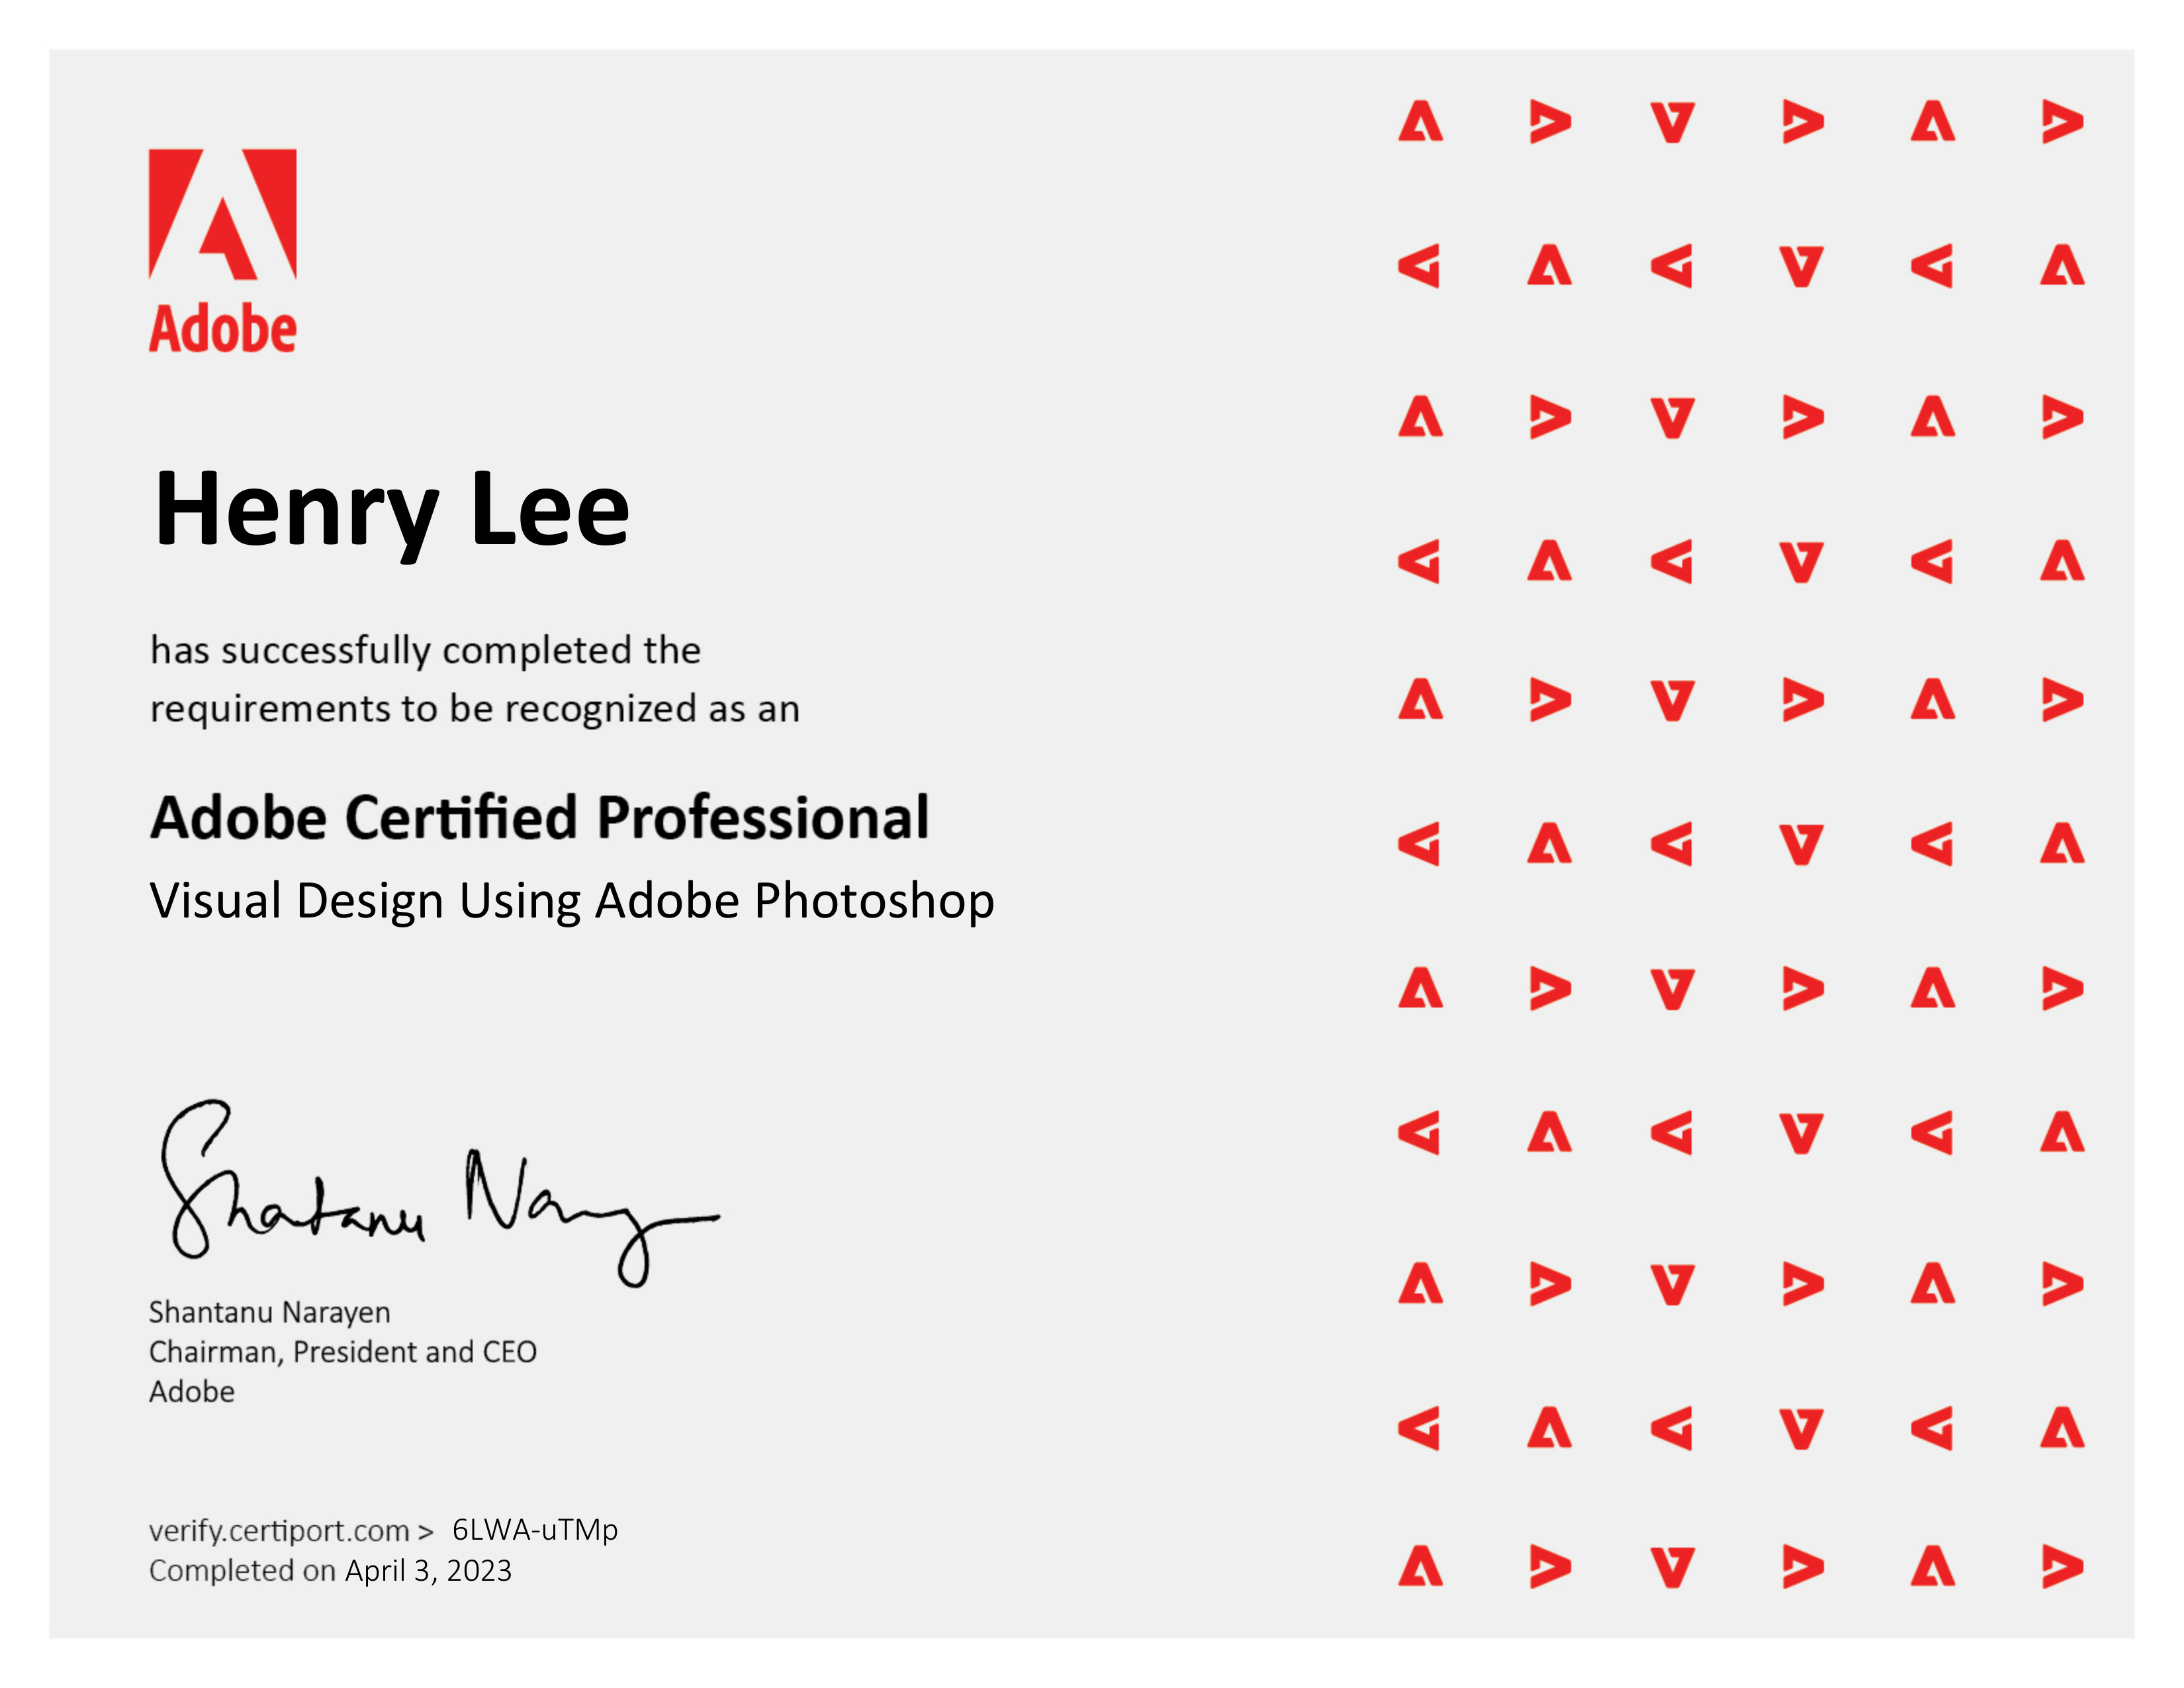 Adobe
Henry Lee
has successfully completed the
requirements to be recognized as an
Adobe Certified Professional
Visual Design Using Adobe Photoshop
Shantanu Narayen
Shantanu Narayen
Chairman, President and CEO
Adobe
verify.certiport.com > 6LWA-uTMp
Completed on April 3, 2023